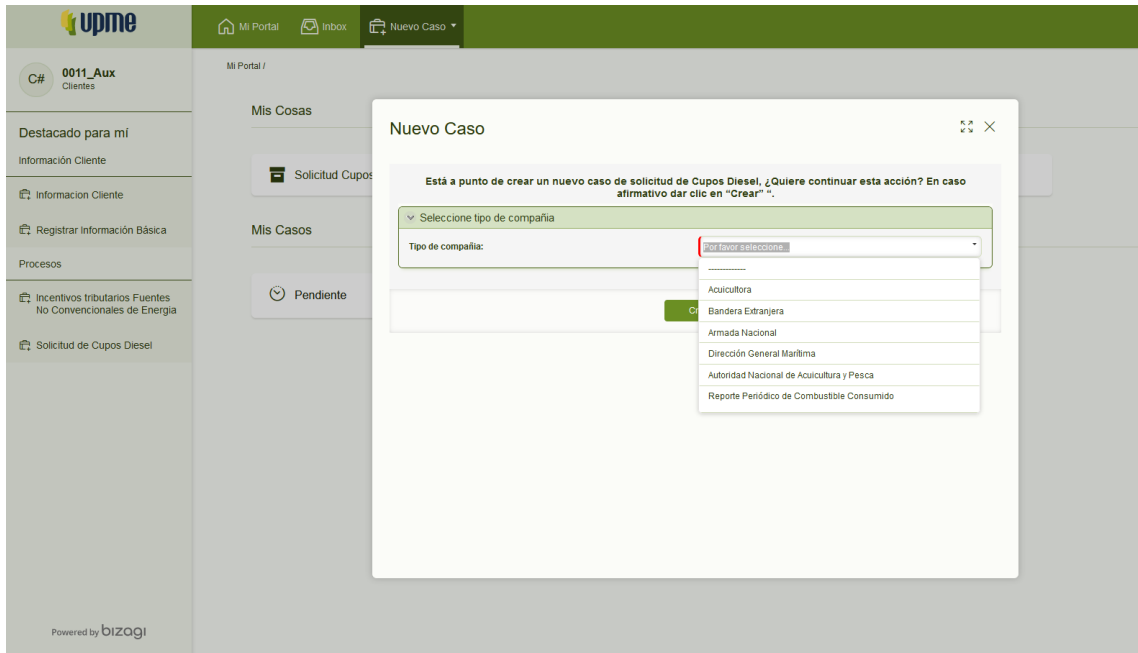 upme
Mi Portal
Inbox
Nuevo Caso
C#
0011_Aux
Clientes
Mi Portal /
Destacado para mí
Información Cliente
Informacion Cliente
Registrar Información Básica
Procesos
Incentivos tributarios Fuentes
No Convencionales de Energia
Solicitud de Cupos Diesel
Powered by bizagi
Mis Cosas
Solicitud Cupos
Mis Casos
Pendiente
Nuevo Caso
Está a punto de crear un nuevo caso de solicitud de Cupos Diesel, ¿Quiere continuar esta acción? En caso
afirmativo dar clic en “Crear” “.
Seleccione tipo de compañia
Tipo de compañia:
Por favor seleccione...
-------------
Acuicultora
Bandera Extranjera
Armada Nacional
Dirección General Marítima
Autoridad Nacional de Acuicultura y Pesca
Reporte Periódico de Combustible Consumido